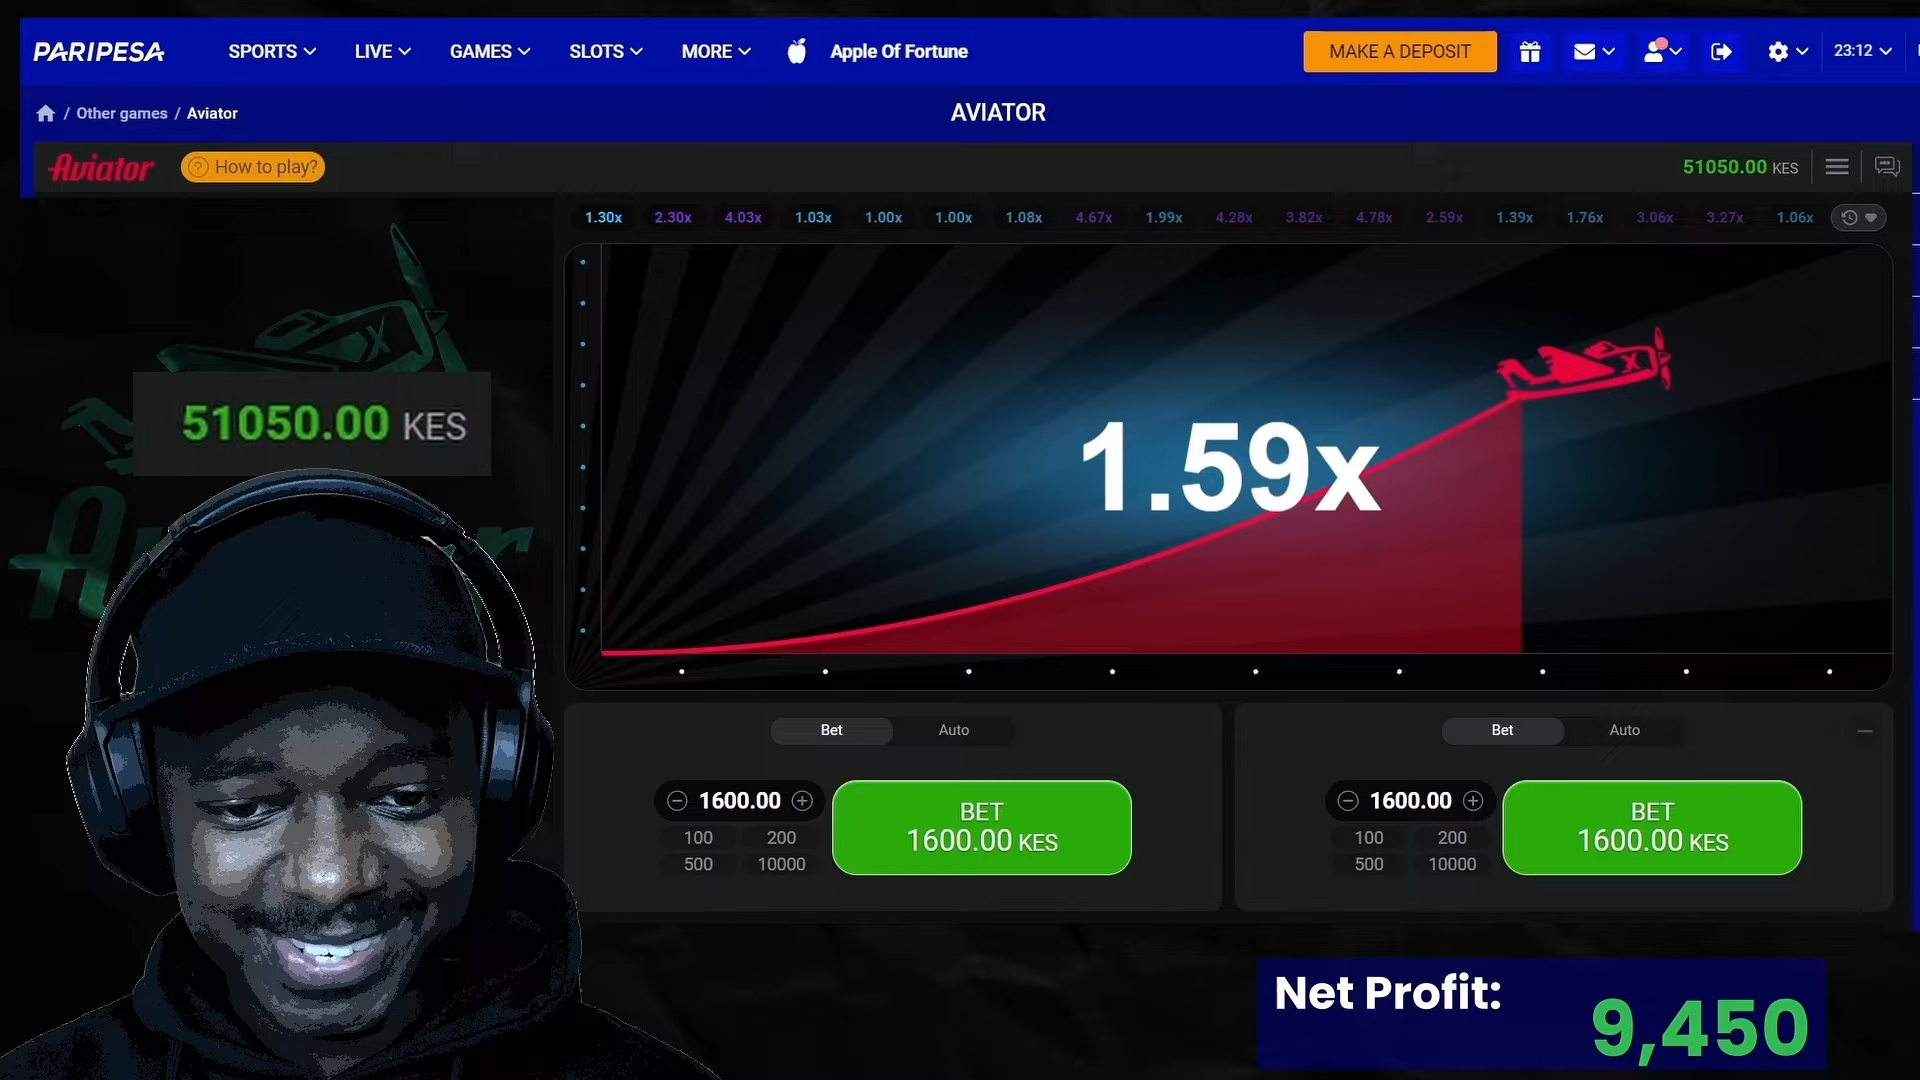 PARIPESA
SPORTS
LIVE
GAMES
SLOTS
MORE
Apple Of Fortune
MAKE A DEPOSIT
23:12
/ Other games / Aviator
AVIATOR
Aviator
? How to play?
51050.00 KES
1.30x 2.30x 4.03x 1.03x 1.00x 1.00x 1.08x 4.67x 1.99x 4.28x 3.82x 4.78x 2.59x 1.39x 1.76x 3.06x 3.27x 1.06x
X
51050.00 KES
X
1.59x
Bet Auto
1600.00
100 200
500 10000
BET
1600.00 KES
Bet Auto
1600.00
100 200
500 10000
BET
1600.00 KES
Net Profit:
9,450